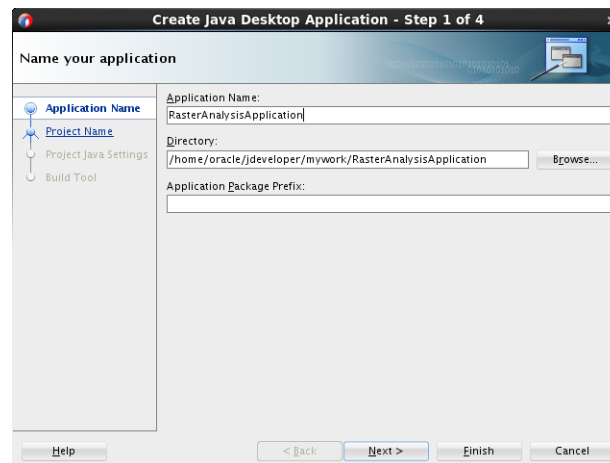 Create Java Desktop Application - Step 1 of 4
Name your application
Application Name
Project Name
Project Java Settings
Build Tool
Application Name:
RasterAnalysisApplication
Directory:
/home/oracle/jdeveloper/mywork/RasterAnalysisApplication
Browse...
Application Package Prefix:
Help
< Back
Next >
Finish
Cancel